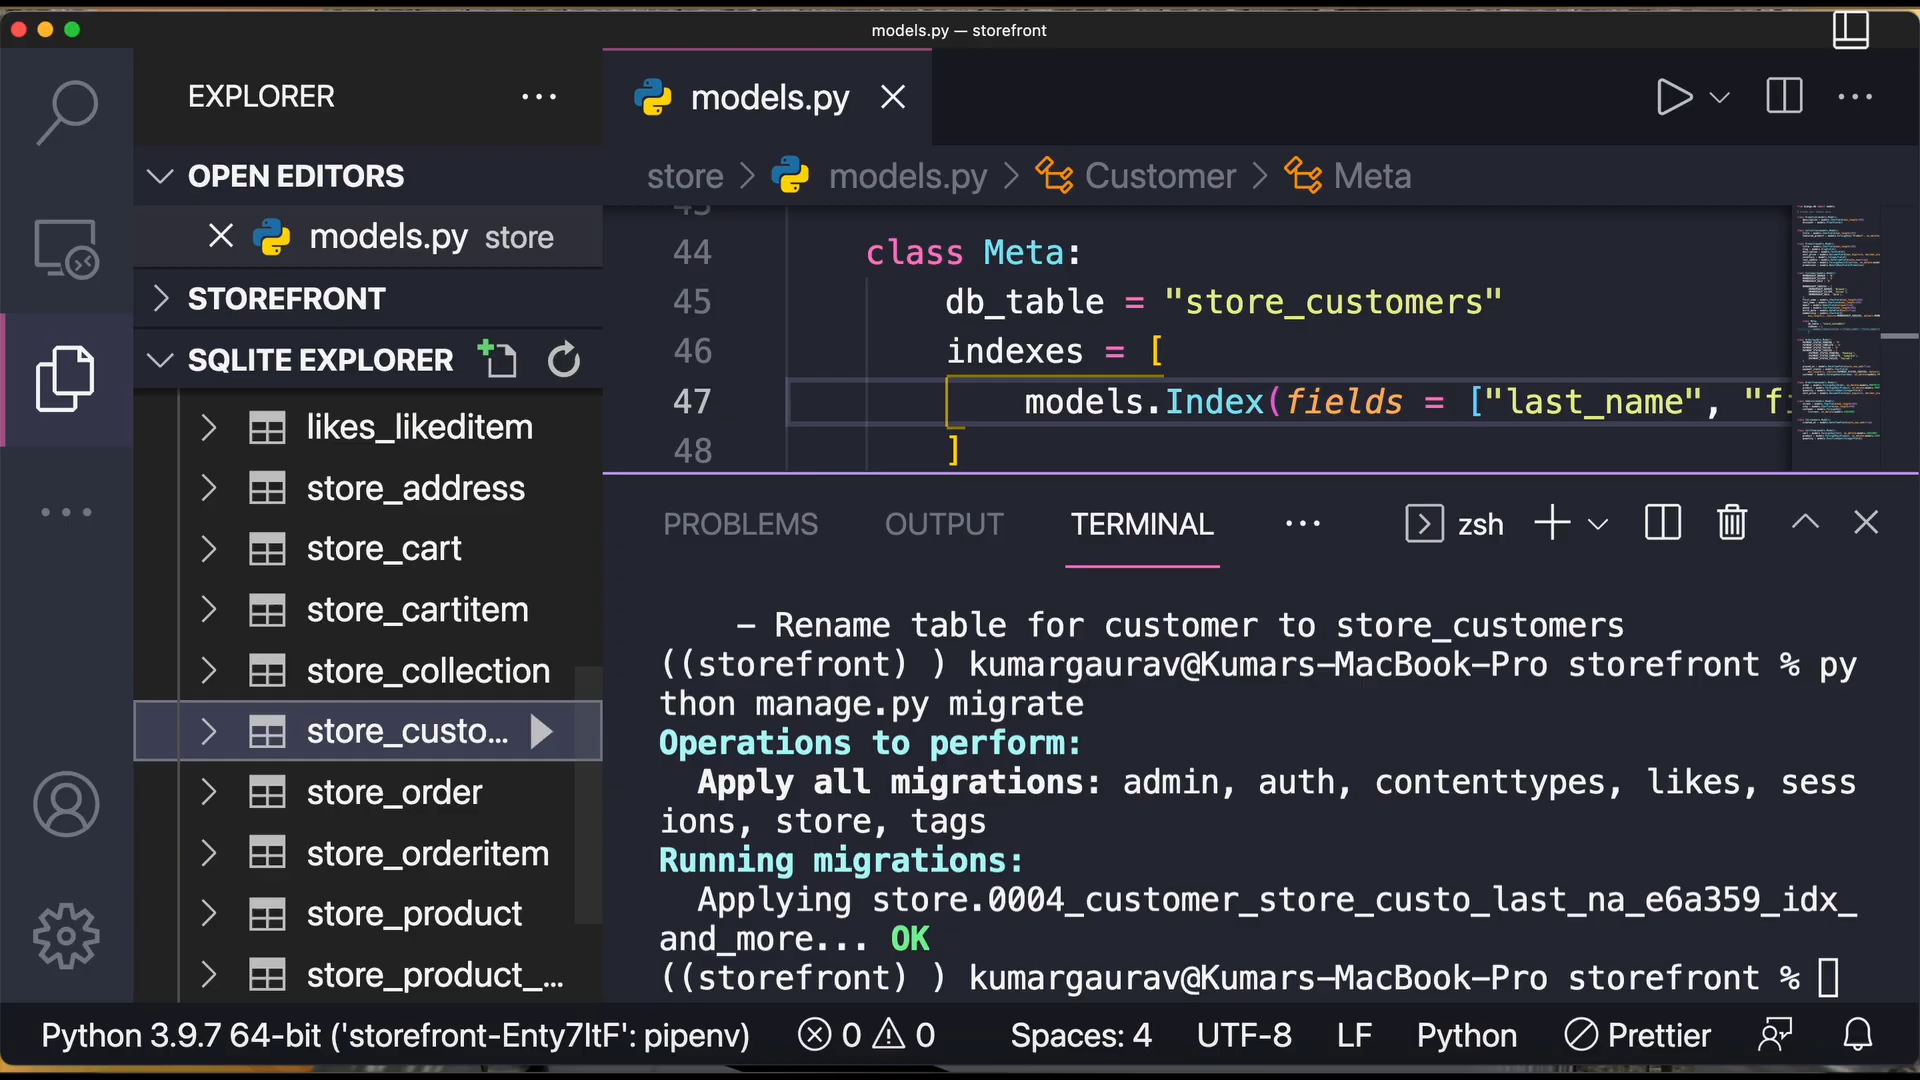 models.py — storefront
EXPLORER
OPEN EDITORS
models.py store
STOREFRONT
SQLITE EXPLORER
likes_likeditem
store_address
store_cart
store_cartitem
store_collection
store_custo...
store_order
store_orderitem
store_product
store_product_...
models.py
store > models.py > Customer > Meta
44 class Meta:
45 db_table = "store_customers"
46 indexes = [
47 models.Index(fields = ["last_name", "fi
48 ]
PROBLEMS OUTPUT TERMINAL zsh
– Rename table for customer to store_customers
((storefront) ) kumargaurav@Kumars–MacBook–Pro storefront % py
thon manage.py migrate
Operations to perform:
Apply all migrations: admin, auth, contenttypes, likes, sess
ions, store, tags
Running migrations:
Applying store.0004_customer_store_custo_last_na_e6a359_idx_
and_more... OK
((storefront) ) kumargaurav@Kumars–MacBook–Pro storefront %
Python 3.9.7 64-bit ('storefront-Enty7ItF': pipenv) 0 0 Spaces: 4 UTF-8 LF Python Prettier